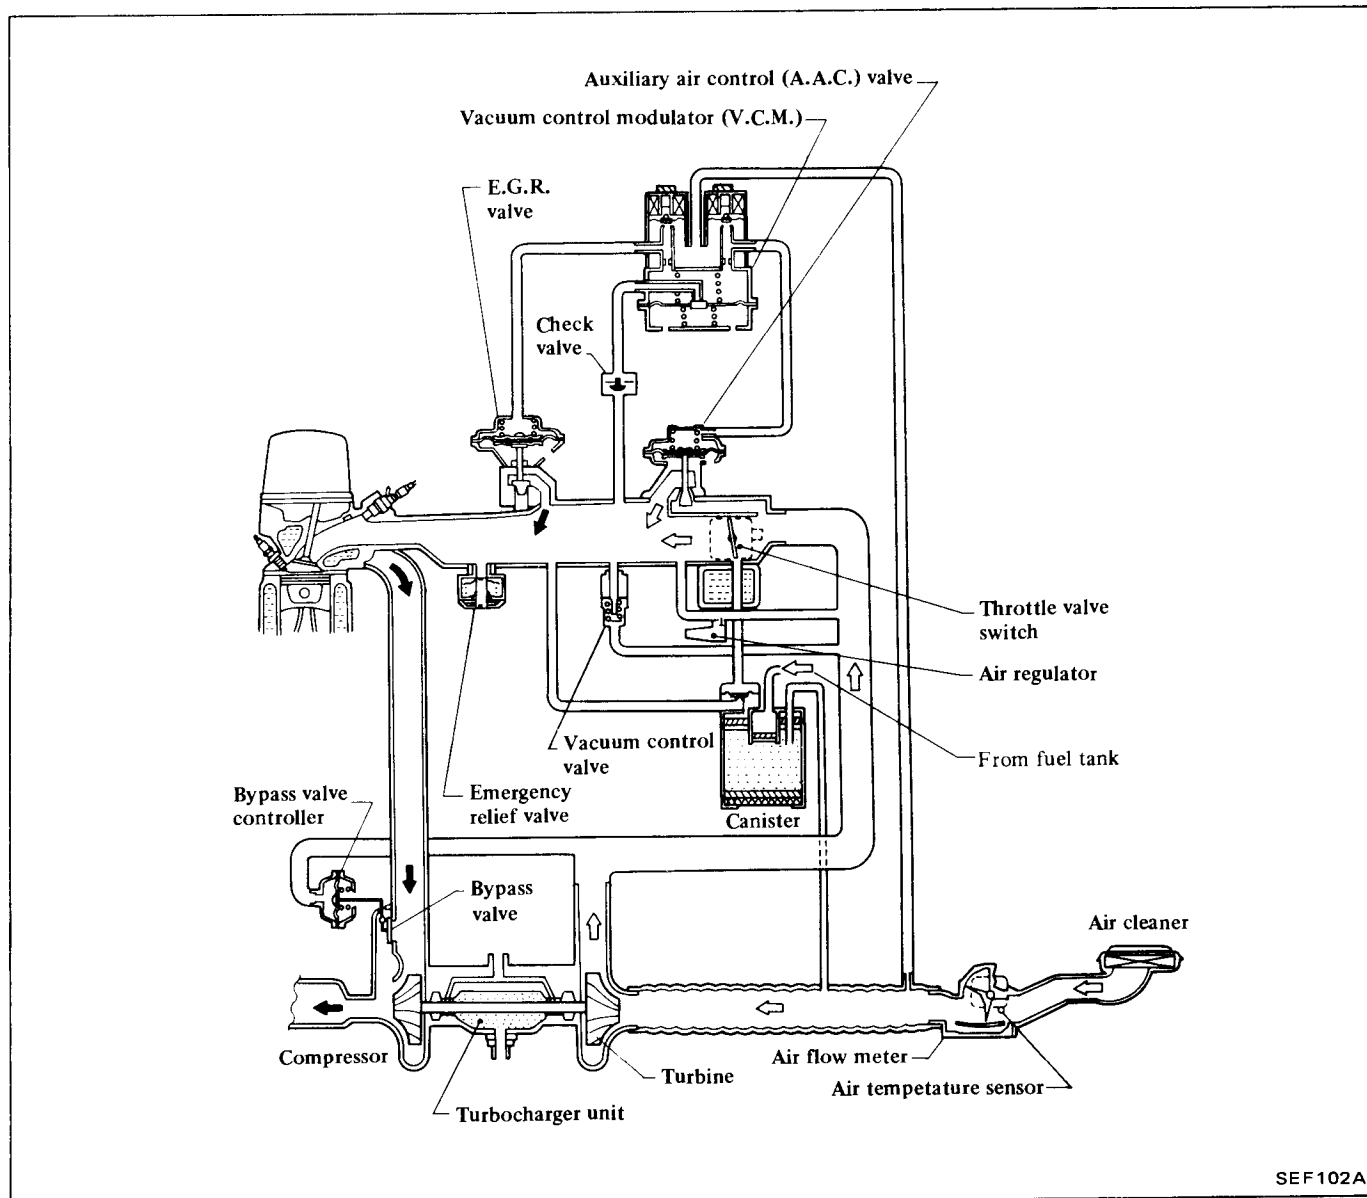 Auxiliary air control (A.A.C.) valve
Vacuum control modulator (V.C.M.)
E.G.R.
valve
Check
valve
Throttle valve
switch
Air regulator
From fuel tank
Vacuum control
valve
Emergency
relief valve
Canister
Bypass valve
controller
Bypass
valve
Air cleaner
Compressor
Turbine
Turbocharger unit
Air flow meter
Air tempetature sensor
SEF102A